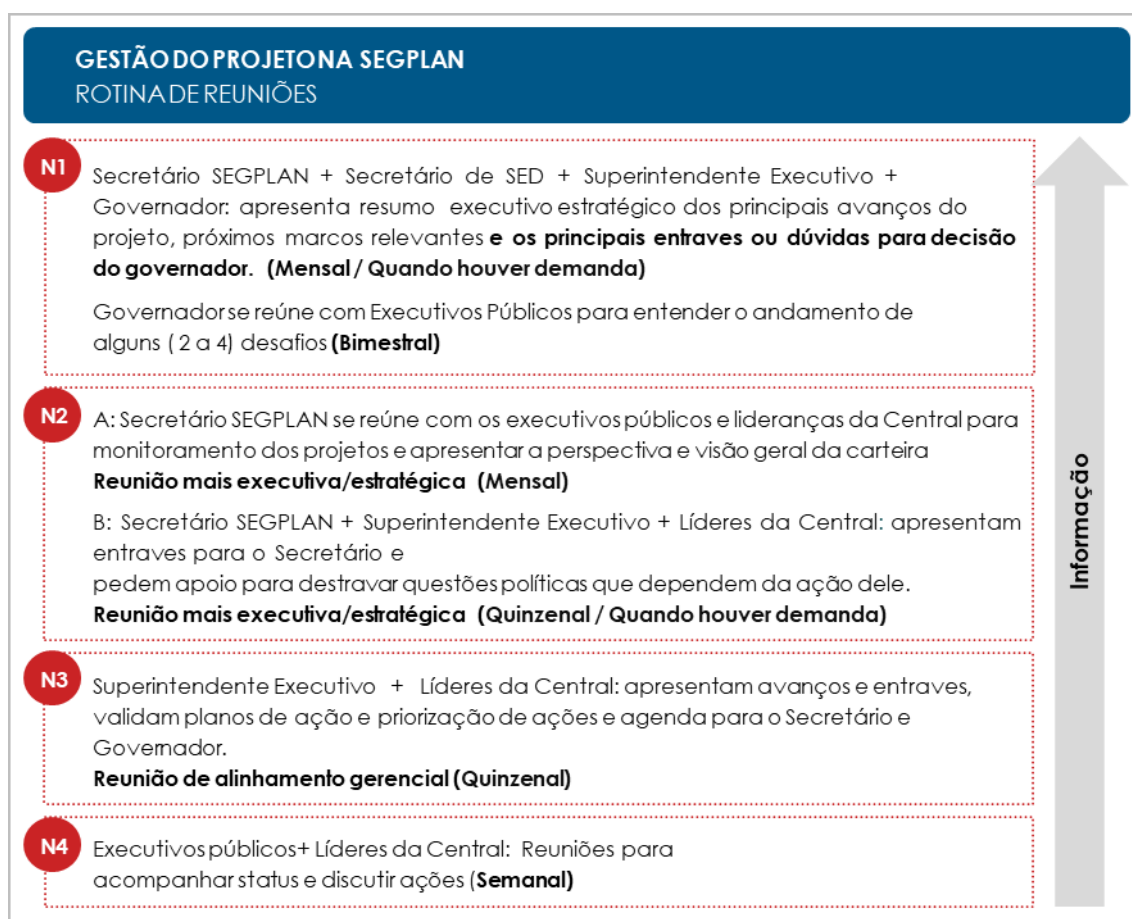 GESTÃO DO PROJETO NA SEGPLAN
ROTINA DE REUNIÕES
N1
Secretário SEGPLAN + Secretário de SED + Superintendente Executivo +
Governador: apresenta resumo executivo estratégico dos principais avanços do
projeto, próximos marcos relevantes e os principais entraves ou dúvidas para decisão
do governador. (Mensal / Quando houver demanda)
Governador se reúne com Executivos Públicos para entender o andamento de
alguns ( 2 a 4) desafios (Bimestral)
N2
A: Secretário SEGPLAN se reúne com os executivos públicos e lideranças da Central para
monitoramento dos projetos e apresentar a perspectiva e visão geral da carteira
Reunião mais executiva/estratégica (Mensal)
B: Secretário SEGPLAN + Superintendente Executivo + Líderes da Central: apresentam
entraves para o Secretário e
pedem apoio para destravar questões políticas que dependem da ação dele.
Reunião mais executiva/estratégica (Quinzenal / Quando houver demanda)
N3
Superintendente Executivo + Líderes da Central: apresentam avanços e entraves,
validam planos de ação e priorização de ações e agenda para o Secretário e
Governador.
Reunião de alinhamento gerencial (Quinzenal)
N4
Executivos públicos+ Líderes da Central: Reuniões para
acompanhar status e discutir ações (Semanal)
Informação